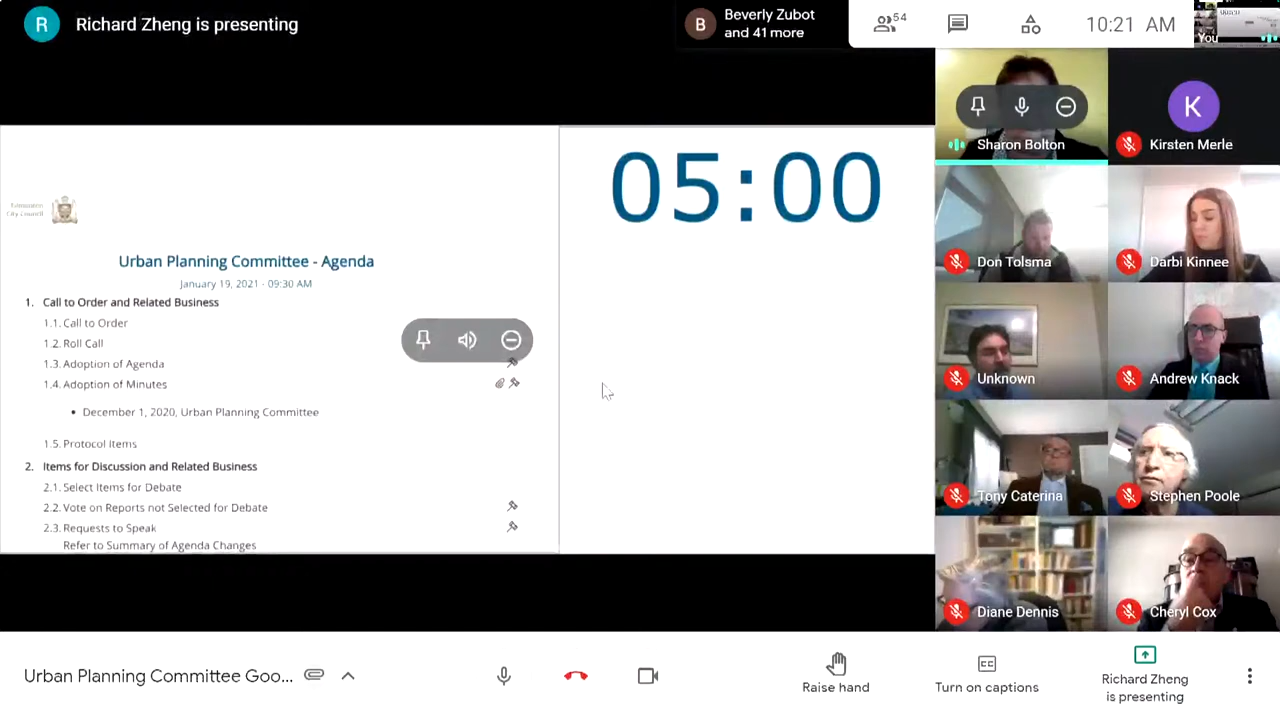 R
Richard Zheng is presenting
B
Beverly Zubot
and 41 more
54
10:21 AM
You
Edmonton
City Council
Urban Planning Committee - Agenda
January 19, 2021 - 09:30 AM
1. Call to Order and Related Business
1.1. Call to Order
1.2. Roll Call
1.3. Adoption of Agenda
1.4. Adoption of Minutes
• December 1, 2020, Urban Planning Committee
1.5. Protocol Items
2. Items for Discussion and Related Business
2.1. Select Items for Debate
2.2. Vote on Reports not Selected for Debate
2.3. Requests to Speak
Refer to Summary of Agenda Changes
05:00
Sharon Bolton
K
Kirsten Merle
Don Tolsma
Darbi Kinnee
Unknown
Andrew Knack
Tony Caterina
Stephen Poole
Diane Dennis
Cheryl Cox
Urban Planning Committee Goo...
Raise hand
CC
Turn on captions
Richard Zheng
is presenting